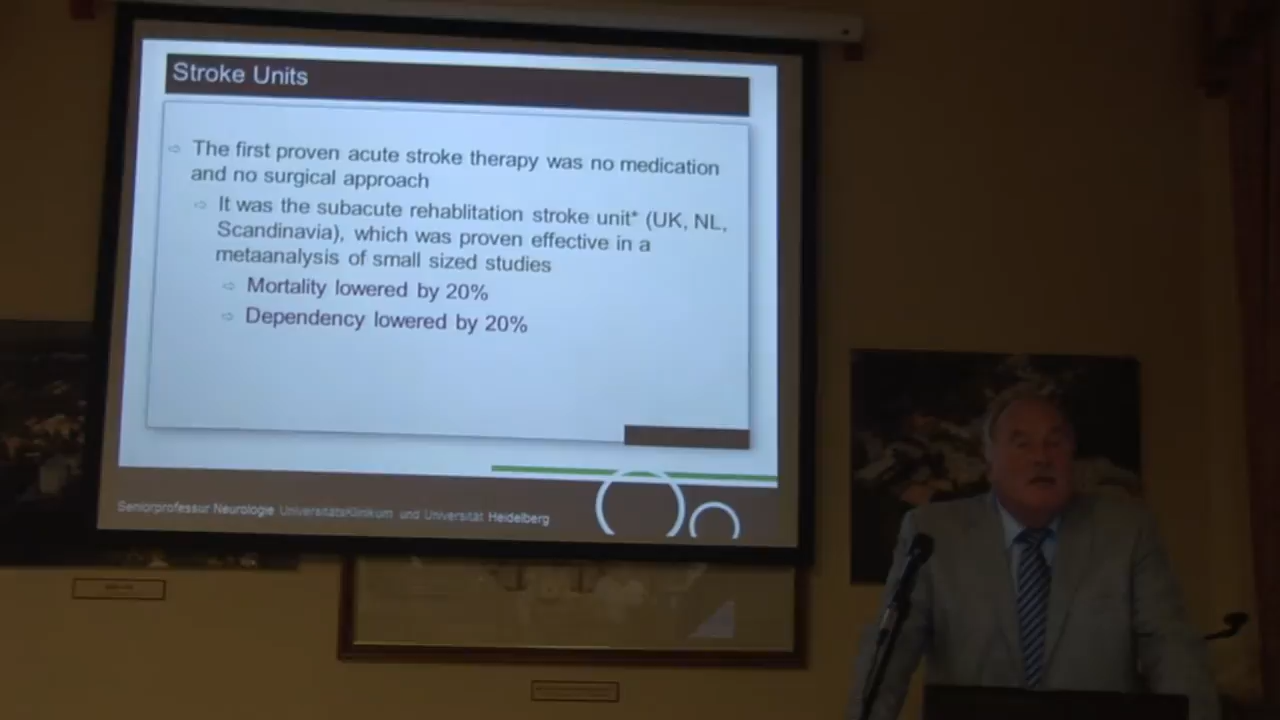 Stroke Units
The first proven acute stroke therapy was no medication
and no surgical approach
It was the subacute rehablitation stroke unit* (UK, NL,
Scandinavia), which was proven effective in a
metaanalysis of small sized studies
Mortality lowered by 20%
Dependency lowered by 20%
Seniorprofessur Neurologie UniversitätsKlinikum und Universität Heidelberg